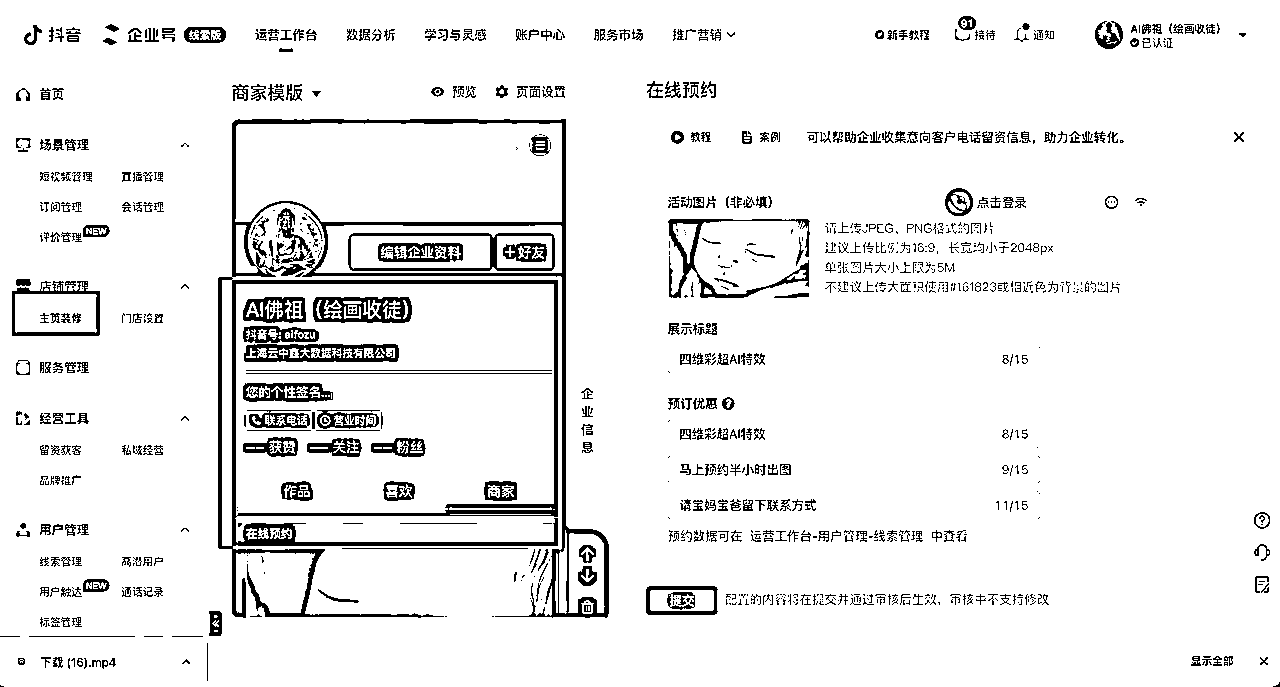 抖音 企业号 线索版 运营工作台 数据分析 学习与灵感 账户中心 服务市场 推广营销 新手教程 91 接待 通知 AI佛祖（绘画收徒）
已认证
首页
场景管理
短视频管理 直播管理
订阅管理 会话管理
评价管理 NEW
店铺管理
主页装修 门店设置
服务管理
经营工具
留资获客 私域经营
品牌推广
用户管理
线索管理 高潜用户
用户触达 NEW 通话记录
标签管理
商家模版 预览 页面设置
编辑企业资料 +好友
AI佛祖（绘画收徒）
抖音号: aifozu
上海云中鑫大数据科技有限公司
您的个性签名...
联系电话 营业时间
获赞 关注 粉丝
作品 喜欢 商家
在线预约
企业信息
在线预约
教程 案例 可以帮助企业收集意向客户电话留资信息，助力企业转化。
活动图片（非必填） 点击登录
请上传JPEG、PNG格式的图片
建议上传比例为16:9，长宽均小于2048px
单张图片大小上限为5M
不建议上传大面积使用#161823或相近色为背景的图片
展示标题
四维彩超AI特效 8/15
预订优惠
四维彩超AI特效 8/15
马上预约半小时出图 9/15
请宝妈宝爸留下联系方式 11/15
预约数据可在 运营工作台-用户管理-线索管理 中查看
提交 配置的内容将在提交并通过审核后生效，审核中不支持修改
下载 (16).mp4 显示全部